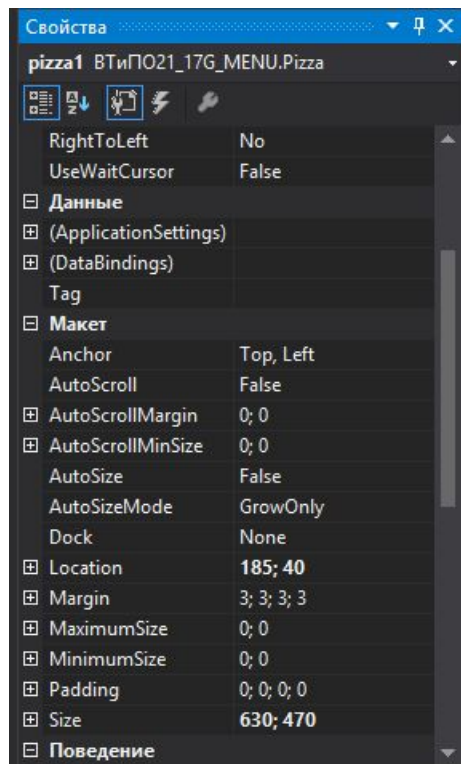 Свойства
pizza1 ВТиПО21_17G_MENU.Pizza
RightToLeft No
UseWaitCursor False
Данные
(ApplicationSettings)
(DataBindings)
Tag
Макет
Anchor Top, Left
AutoScroll False
AutoScrollMargin 0; 0
AutoScrollMinSize 0; 0
AutoSize False
AutoSizeMode GrowOnly
Dock None
Location 185; 40
Margin 3; 3; 3; 3
MaximumSize 0; 0
MinimumSize 0; 0
Padding 0; 0; 0; 0
Size 630; 470
Поведение